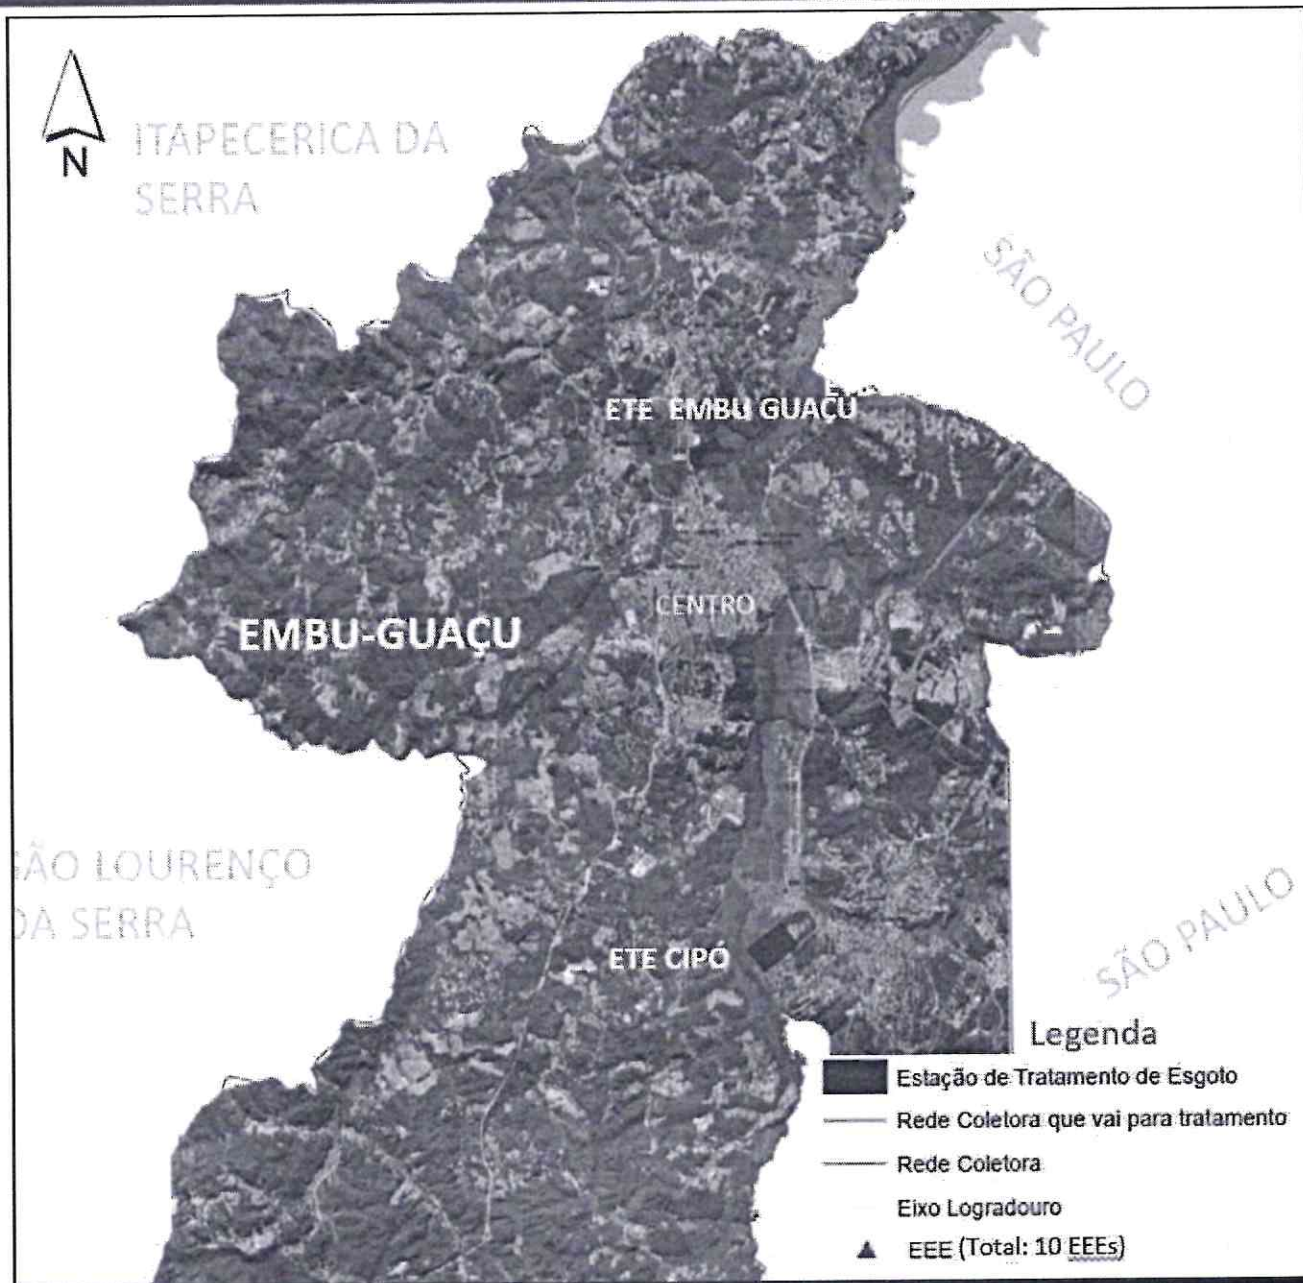 N
ITAPECERICA DA
SERRA
SÃO PAULO
ETE EMBU GUAÇU
CENTRO
EMBU-GUAÇU
SÃO LOURENÇO
DA SERRA
ETE CIPÓ
SÃO PAULO
Legenda
Estação de Tratamento de Esgoto
Rede Coletora que vai para tratamento
Rede Coletora
Eixo Logradouro
EEE (Total: 10 EEEs)